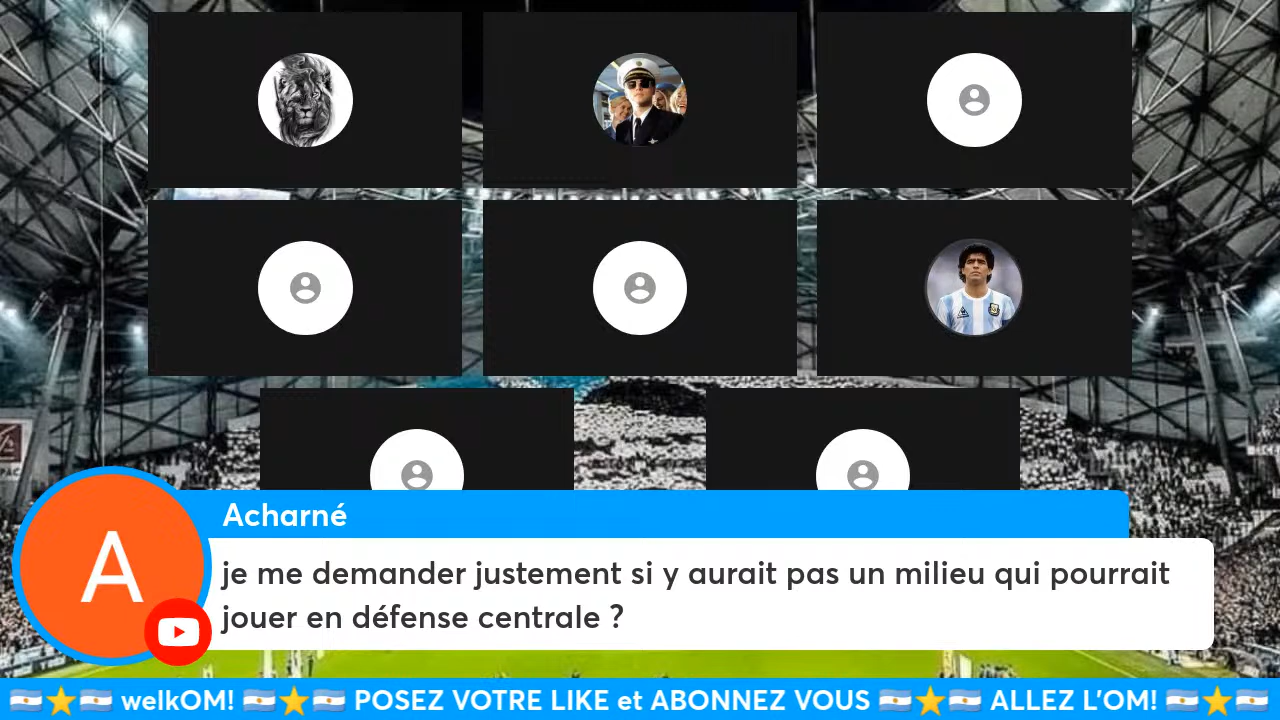 Acharné
A
je me demander justement si y aurait pas un milieu qui pourrait
jouer en défense centrale ?
🇦🇷⭐🇦🇷 welkOM! 🇦🇷⭐🇦🇷 POSEZ VOTRE LIKE et ABONNEZ VOUS 🇦🇷⭐🇦🇷 ALLEZ L'OM! 🇦🇷⭐🇦🇷